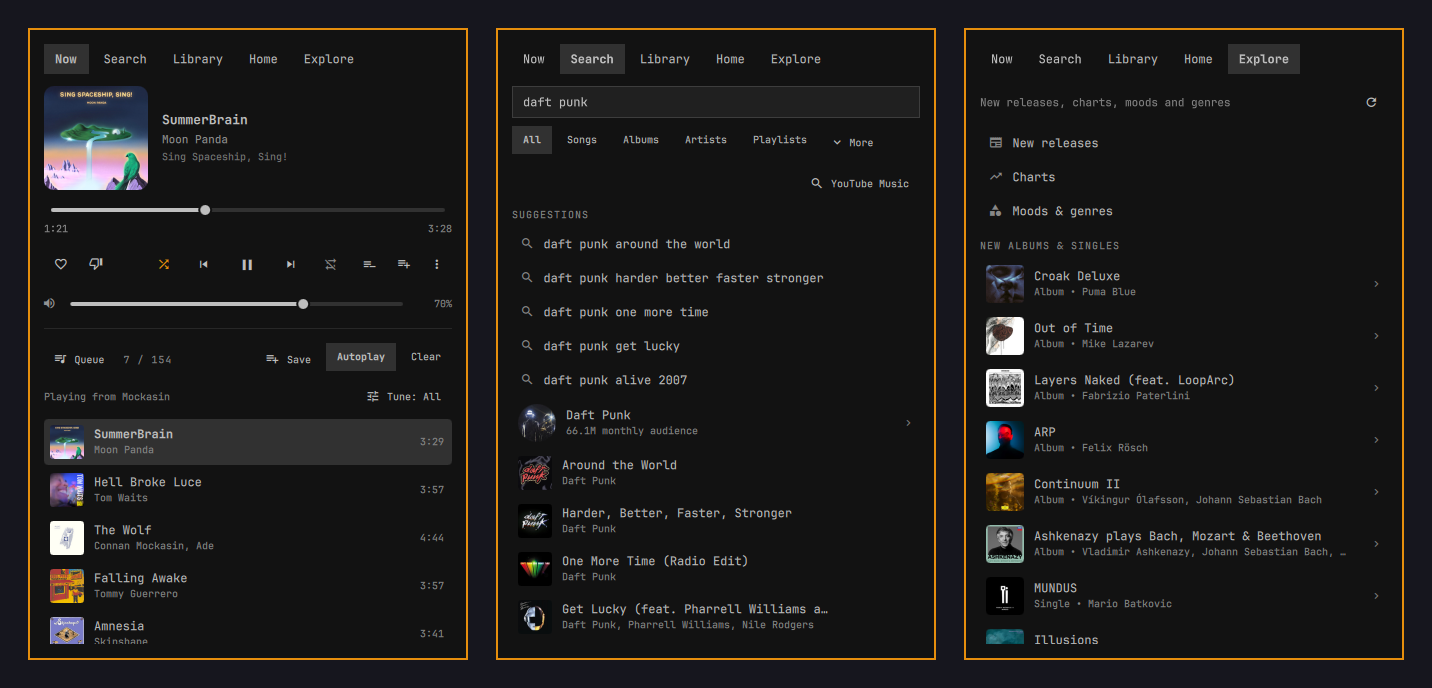 Now Search Library Home Explore
SING SPACESHIP, SING!
MOON PANDA
SummerBrain
Moon Panda
Sing Spaceship, Sing!
1:21 3:28
70%
Queue 7 / 154 Save Autoplay Clear
Playing from Mockasin Tune: All
SummerBrain 3:29
Moon Panda
Hell Broke Luce 3:57
Tom Waits
The Wolf 4:44
Connan Mockasin, Ade
Falling Awake 3:57
Tommy Guerrero
Amnesia 3:41
Skinshape
Now Search Library Home Explore
daft punk
All Songs Albums Artists Playlists More
YouTube Music
SUGGESTIONS
daft punk around the world
daft punk harder better faster stronger
daft punk one more time
daft punk get lucky
daft punk alive 2007
Daft Punk
66.1M monthly audience
Around the World
Daft Punk
Harder, Better, Faster, Stronger
Daft Punk
One More Time (Radio Edit)
Daft Punk
Get Lucky (feat. Pharrell Williams a…
Daft Punk, Pharrell Williams, Nile Rodgers
Now Search Library Home Explore
New releases, charts, moods and genres
New releases
Charts
Moods & genres
NEW ALBUMS & SINGLES
Croak Deluxe
Album • Puma Blue
Out of Time
Album • Mike Lazarev
Layers Naked (feat. LoopArc)
Album • Fabrizio Paterlini
ARP
Album • Felix Rösch
Continuum II
Album • Víkingur Ólafsson, Johann Sebastian Bach
Ashkenazy plays Bach, Mozart & Beethoven
Album • Vladimir Ashkenazy, Johann Sebastian Bach, …
ASHKENAZY
MUNDUS
Single • Mario Batkovic
Illusions